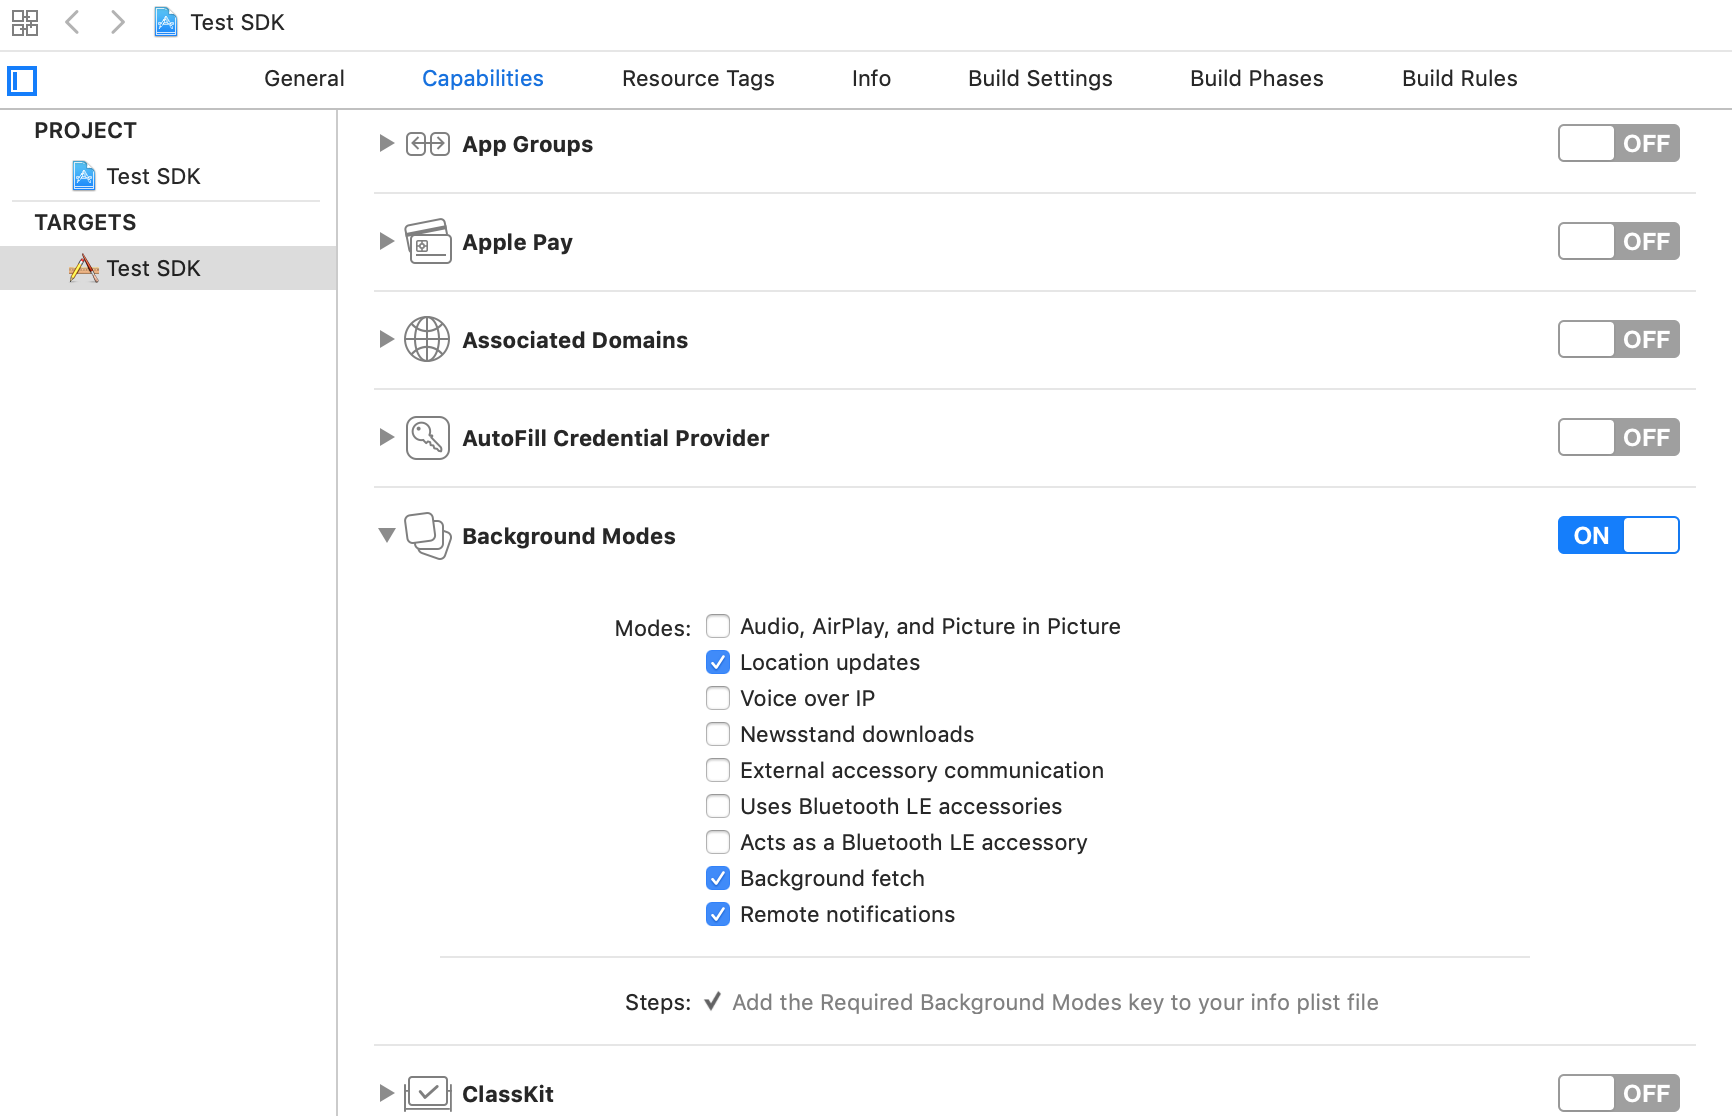 Test SDK
General Capabilities Resource Tags Info Build Settings Build Phases Build Rules
PROJECT
Test SDK
TARGETS
Test SDK
App Groups OFF
Apple Pay OFF
Associated Domains OFF
AutoFill Credential Provider OFF
Background Modes ON
Modes: Audio, AirPlay, and Picture in Picture
Location updates
Voice over IP
Newsstand downloads
External accessory communication
Uses Bluetooth LE accessories
Acts as a Bluetooth LE accessory
Background fetch
Remote notifications
Steps: Add the Required Background Modes key to your info plist file
ClassKit OFF